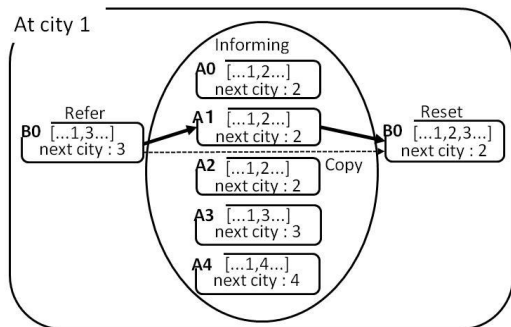 At city 1
Informing
A0 [...1,2...]
next city : 2
Refer
B0 [...1,3...]
next city : 3
A1 [...1,2...]
next city : 2
Reset
B0 [...1,2,3...]
next city : 2
A2 [...1,2...]
next city : 2
Copy
A3 [...1,3...]
next city : 3
A4 [...1,4...]
next city : 4